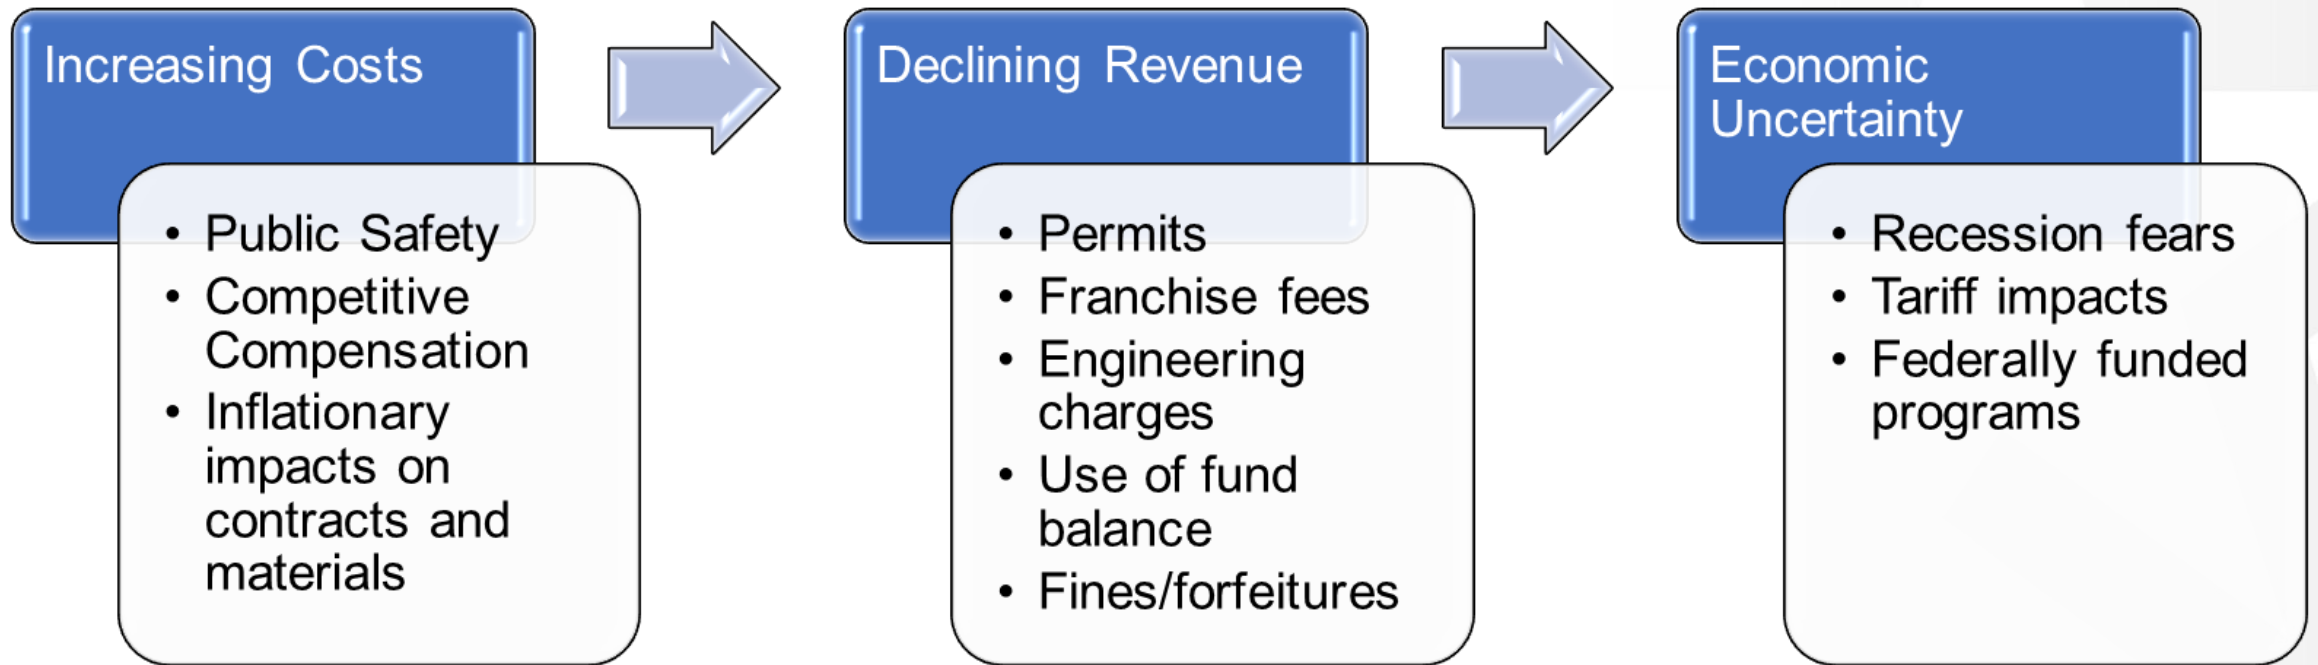 Increasing Costs
• Public Safety
• Competitive
Compensation
• Inflationary
impacts on
contracts and
materials
Declining Revenue
• Permits
• Franchise fees
• Engineering
charges
• Use of fund
balance
• Fines/forfeitures
Economic
Uncertainty
• Recession fears
• Tariff impacts
• Federally funded
programs